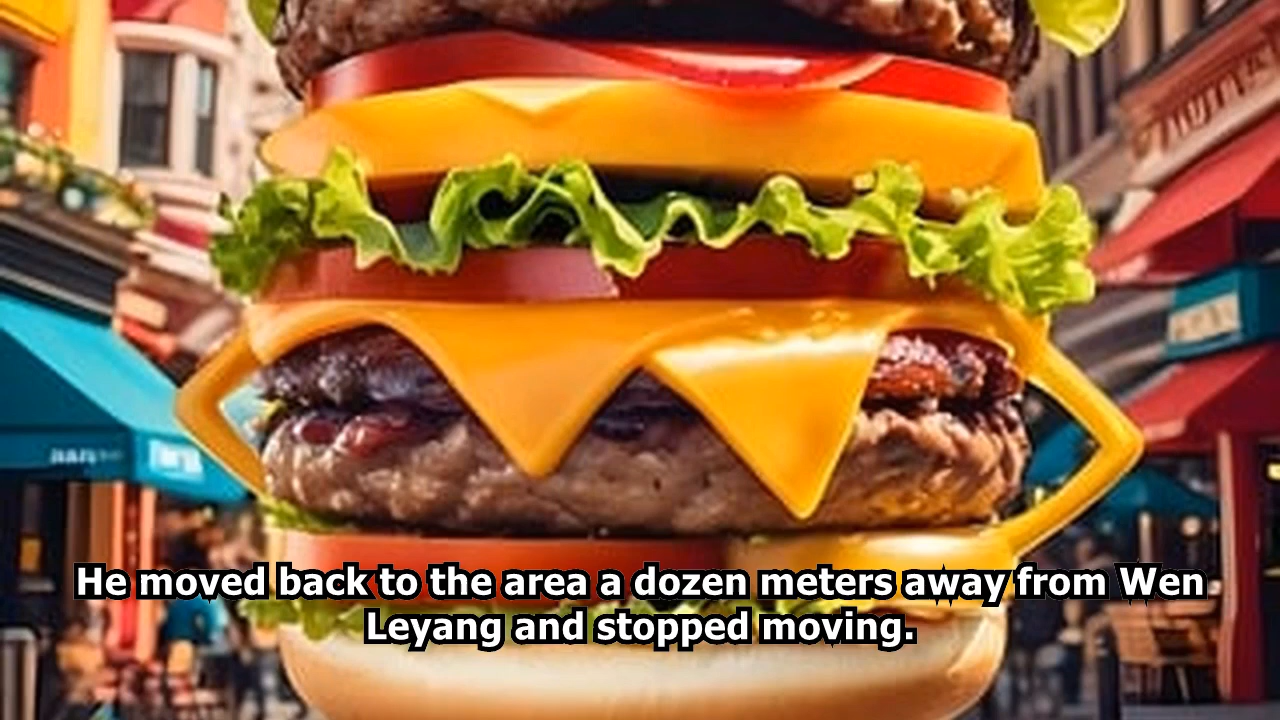 He moved back to the area a dozen meters away from Wen
Leyang and stopped moving.